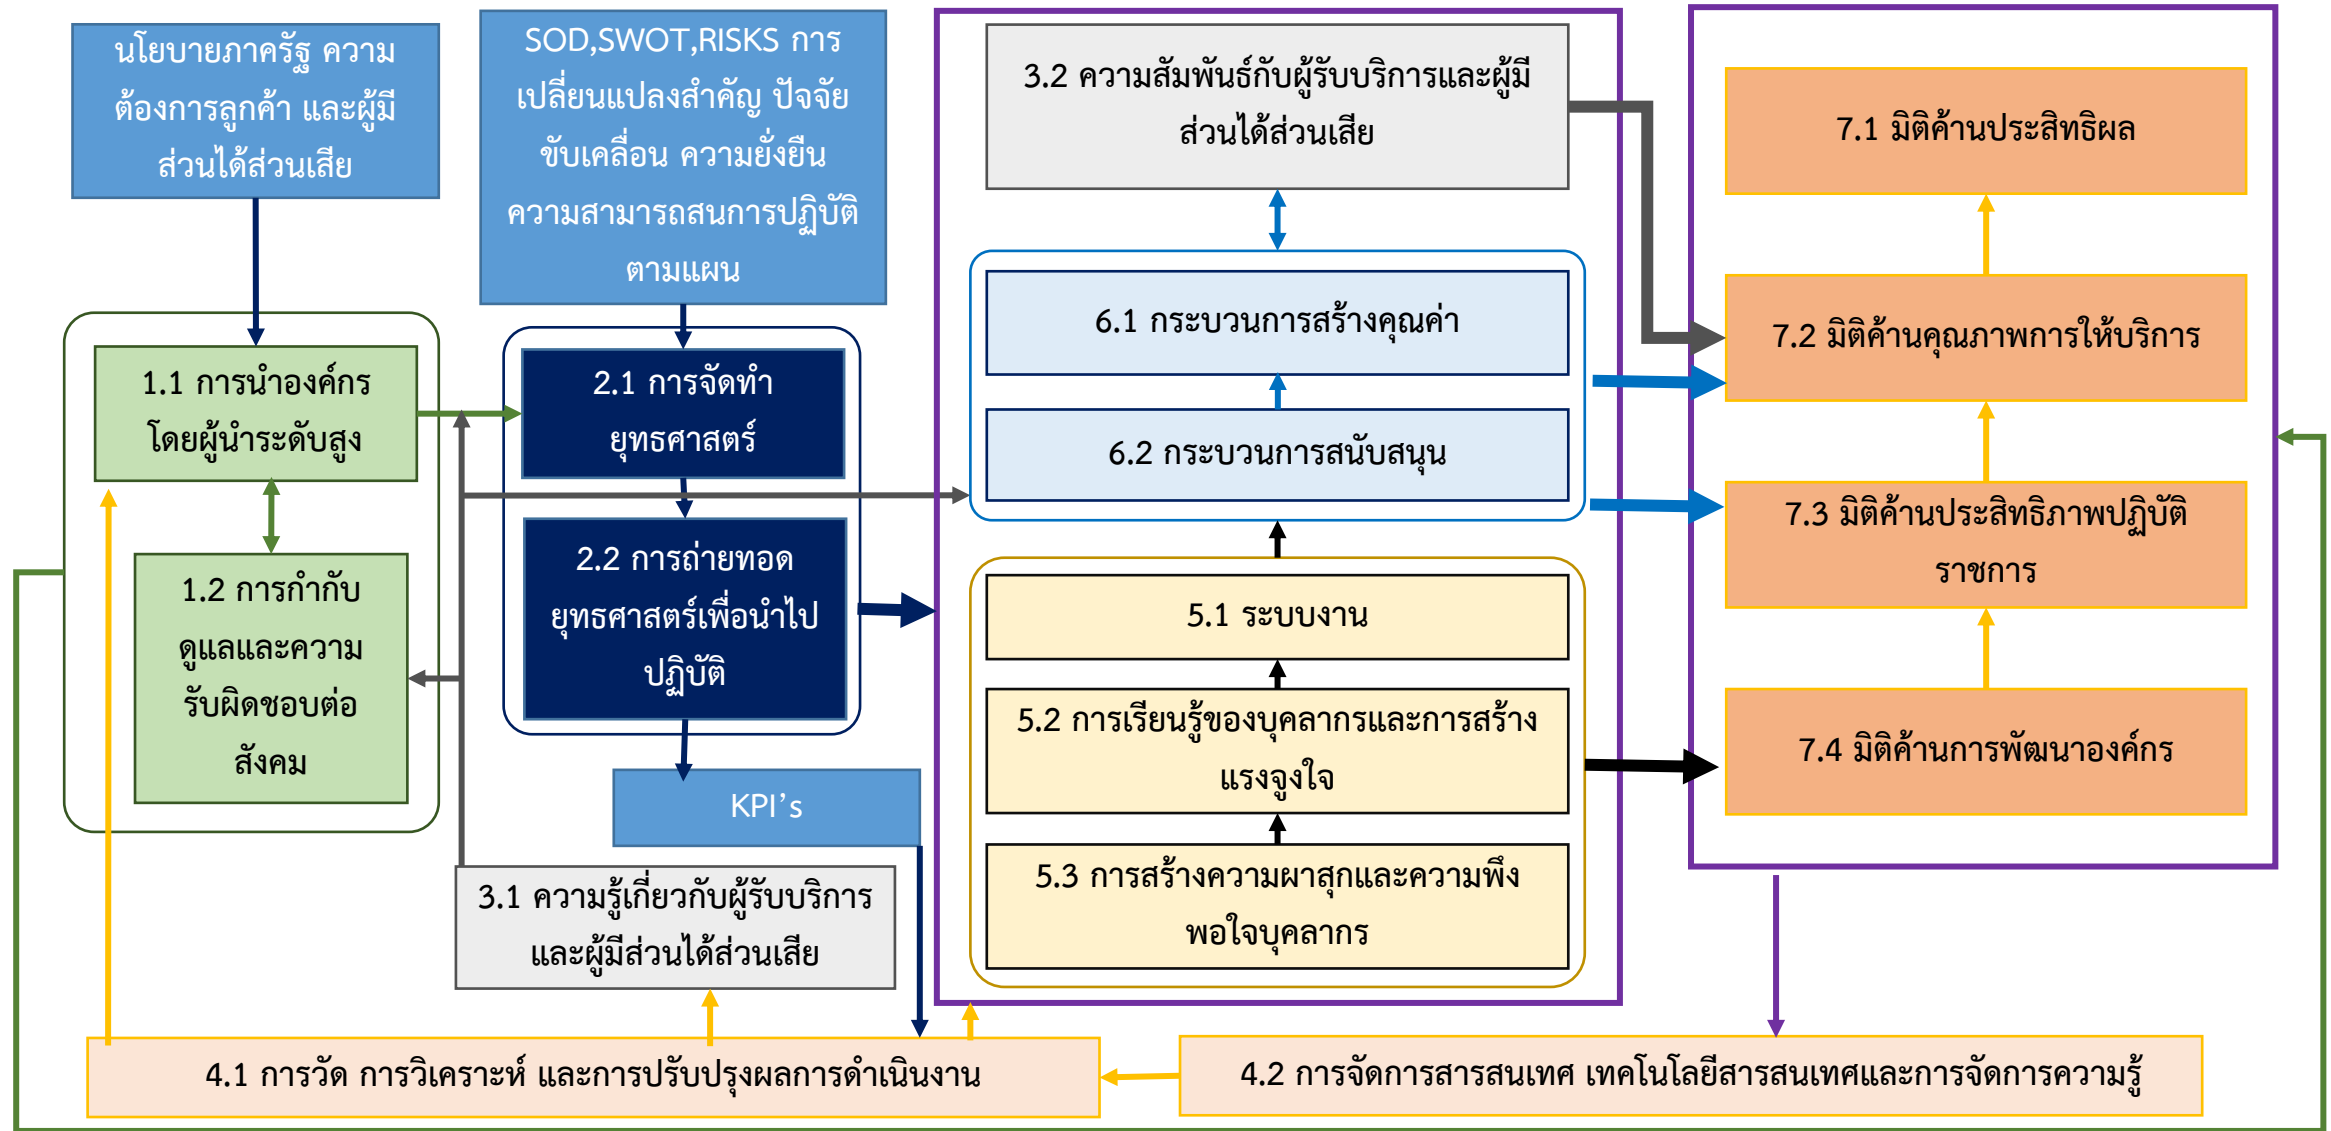 นโยบายภาครัฐ ความ
ต้องการลูกค้า และผู้มี
ส่วนได้ส่วนเสีย
SOD,SWOT,RISKS การ
เปลี่ยนแปลงสำคัญ ปัจจัย
ขับเคลื่อน ความยั่งยืน
ความสามารถสนการปฏิบัติ
ตามแผน
1.1 การนำองค์กร
โดยผู้นำระดับสูง
1.2 การกำกับ
ดูแลและความ
รับผิดชอบต่อ
สังคม
2.1 การจัดทำ
ยุทธศาสตร์
2.2 การถ่ายทอด
ยุทธศาสตร์เพื่อนำไป
ปฏิบัติ
KPI's
3.1 ความรู้เกี่ยวกับผู้รับบริการ
และผู้มีส่วนได้ส่วนเสีย
3.2 ความสัมพันธ์กับผู้รับบริการและผู้มี
ส่วนได้ส่วนเสีย
6.1 กระบวนการสร้างคุณค่า
6.2 กระบวนการสนับสนุน
5.1 ระบบงาน
5.2 การเรียนรู้ของบุคลากรและการสร้าง
แรงจูงใจ
5.3 การสร้างความผาสุกและความพึง
พอใจบุคลากร
7.1 มิติค้านประสิทธิผล
7.2 มิติค้านคุณภาพการให้บริการ
7.3 มิติค้านประสิทธิภาพปฏิบัติ
ราชการ
7.4 มิติค้านการพัฒนาองค์กร
4.1 การวัด การวิเคราะห์ และการปรับปรุงผลการดำเนินงาน
4.2 การจัดการสารสนเทศ เทคโนโลยีสารสนเทศและการจัดการความรู้